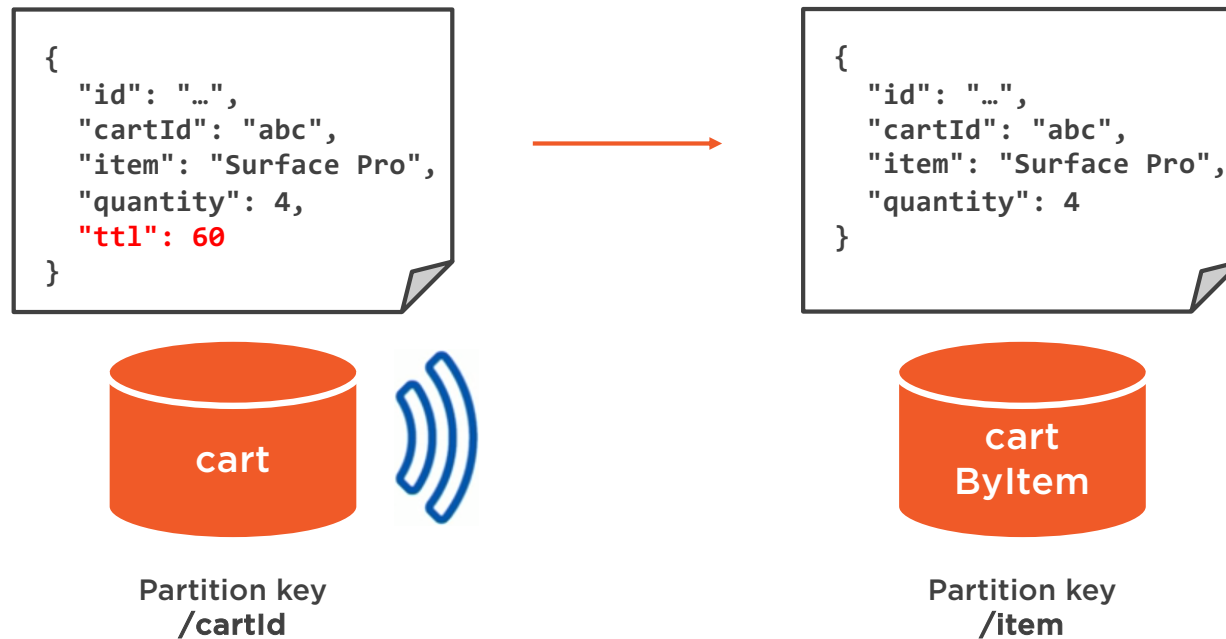 {
"id": "…",
"cartId": "abc",
"item": "Surface Pro",
"quantity": 4,
"ttl": 60
}
{
"id": "…",
"cartId": "abc",
"item": "Surface Pro",
"quantity": 4
}
cart
cart
ByItem
Partition key
/cartId
Partition key
/item